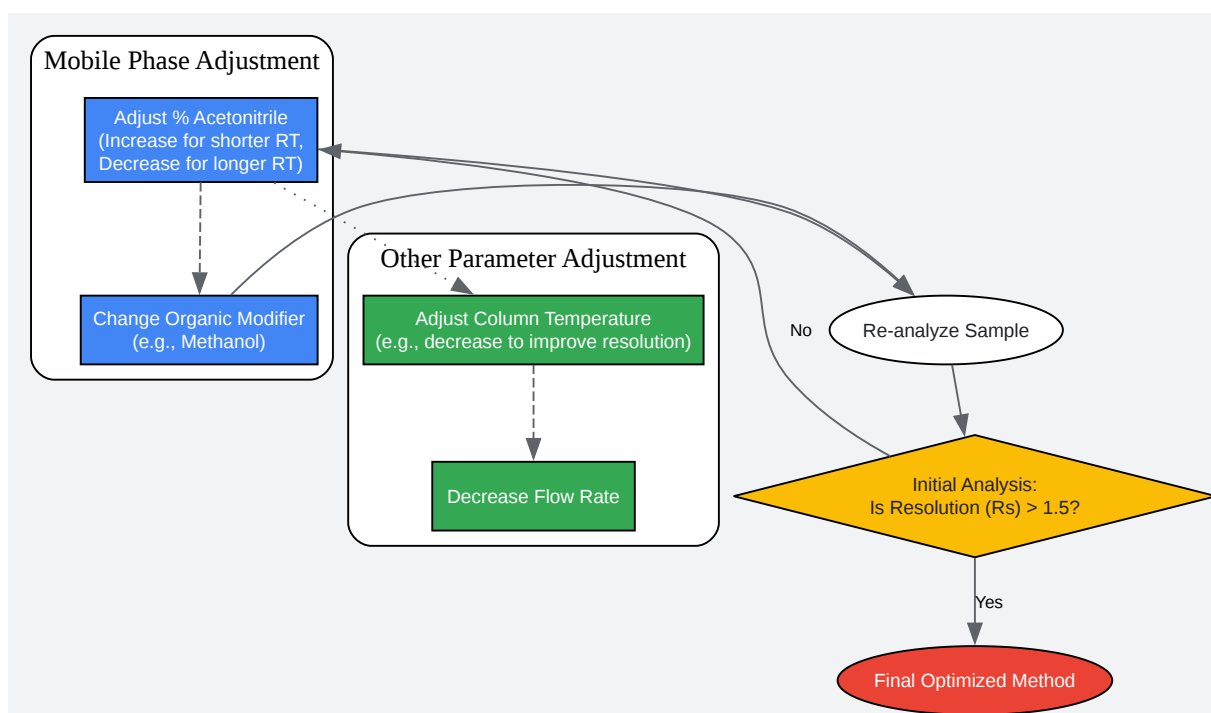 Mobile Phase Adjustment
Adjust % Acetonitrile
(Increase for shorter RT,
Decrease for longer RT)
Change Organic Modifier
(e.g., Methanol)
Other Parameter Adjustment
Adjust Column Temperature
(e.g., decrease to improve resolution)
Decrease Flow Rate
No
Re-analyze Sample
Initial Analysis:
Is Resolution (Rs) > 1.5?
Yes
Final Optimized Method